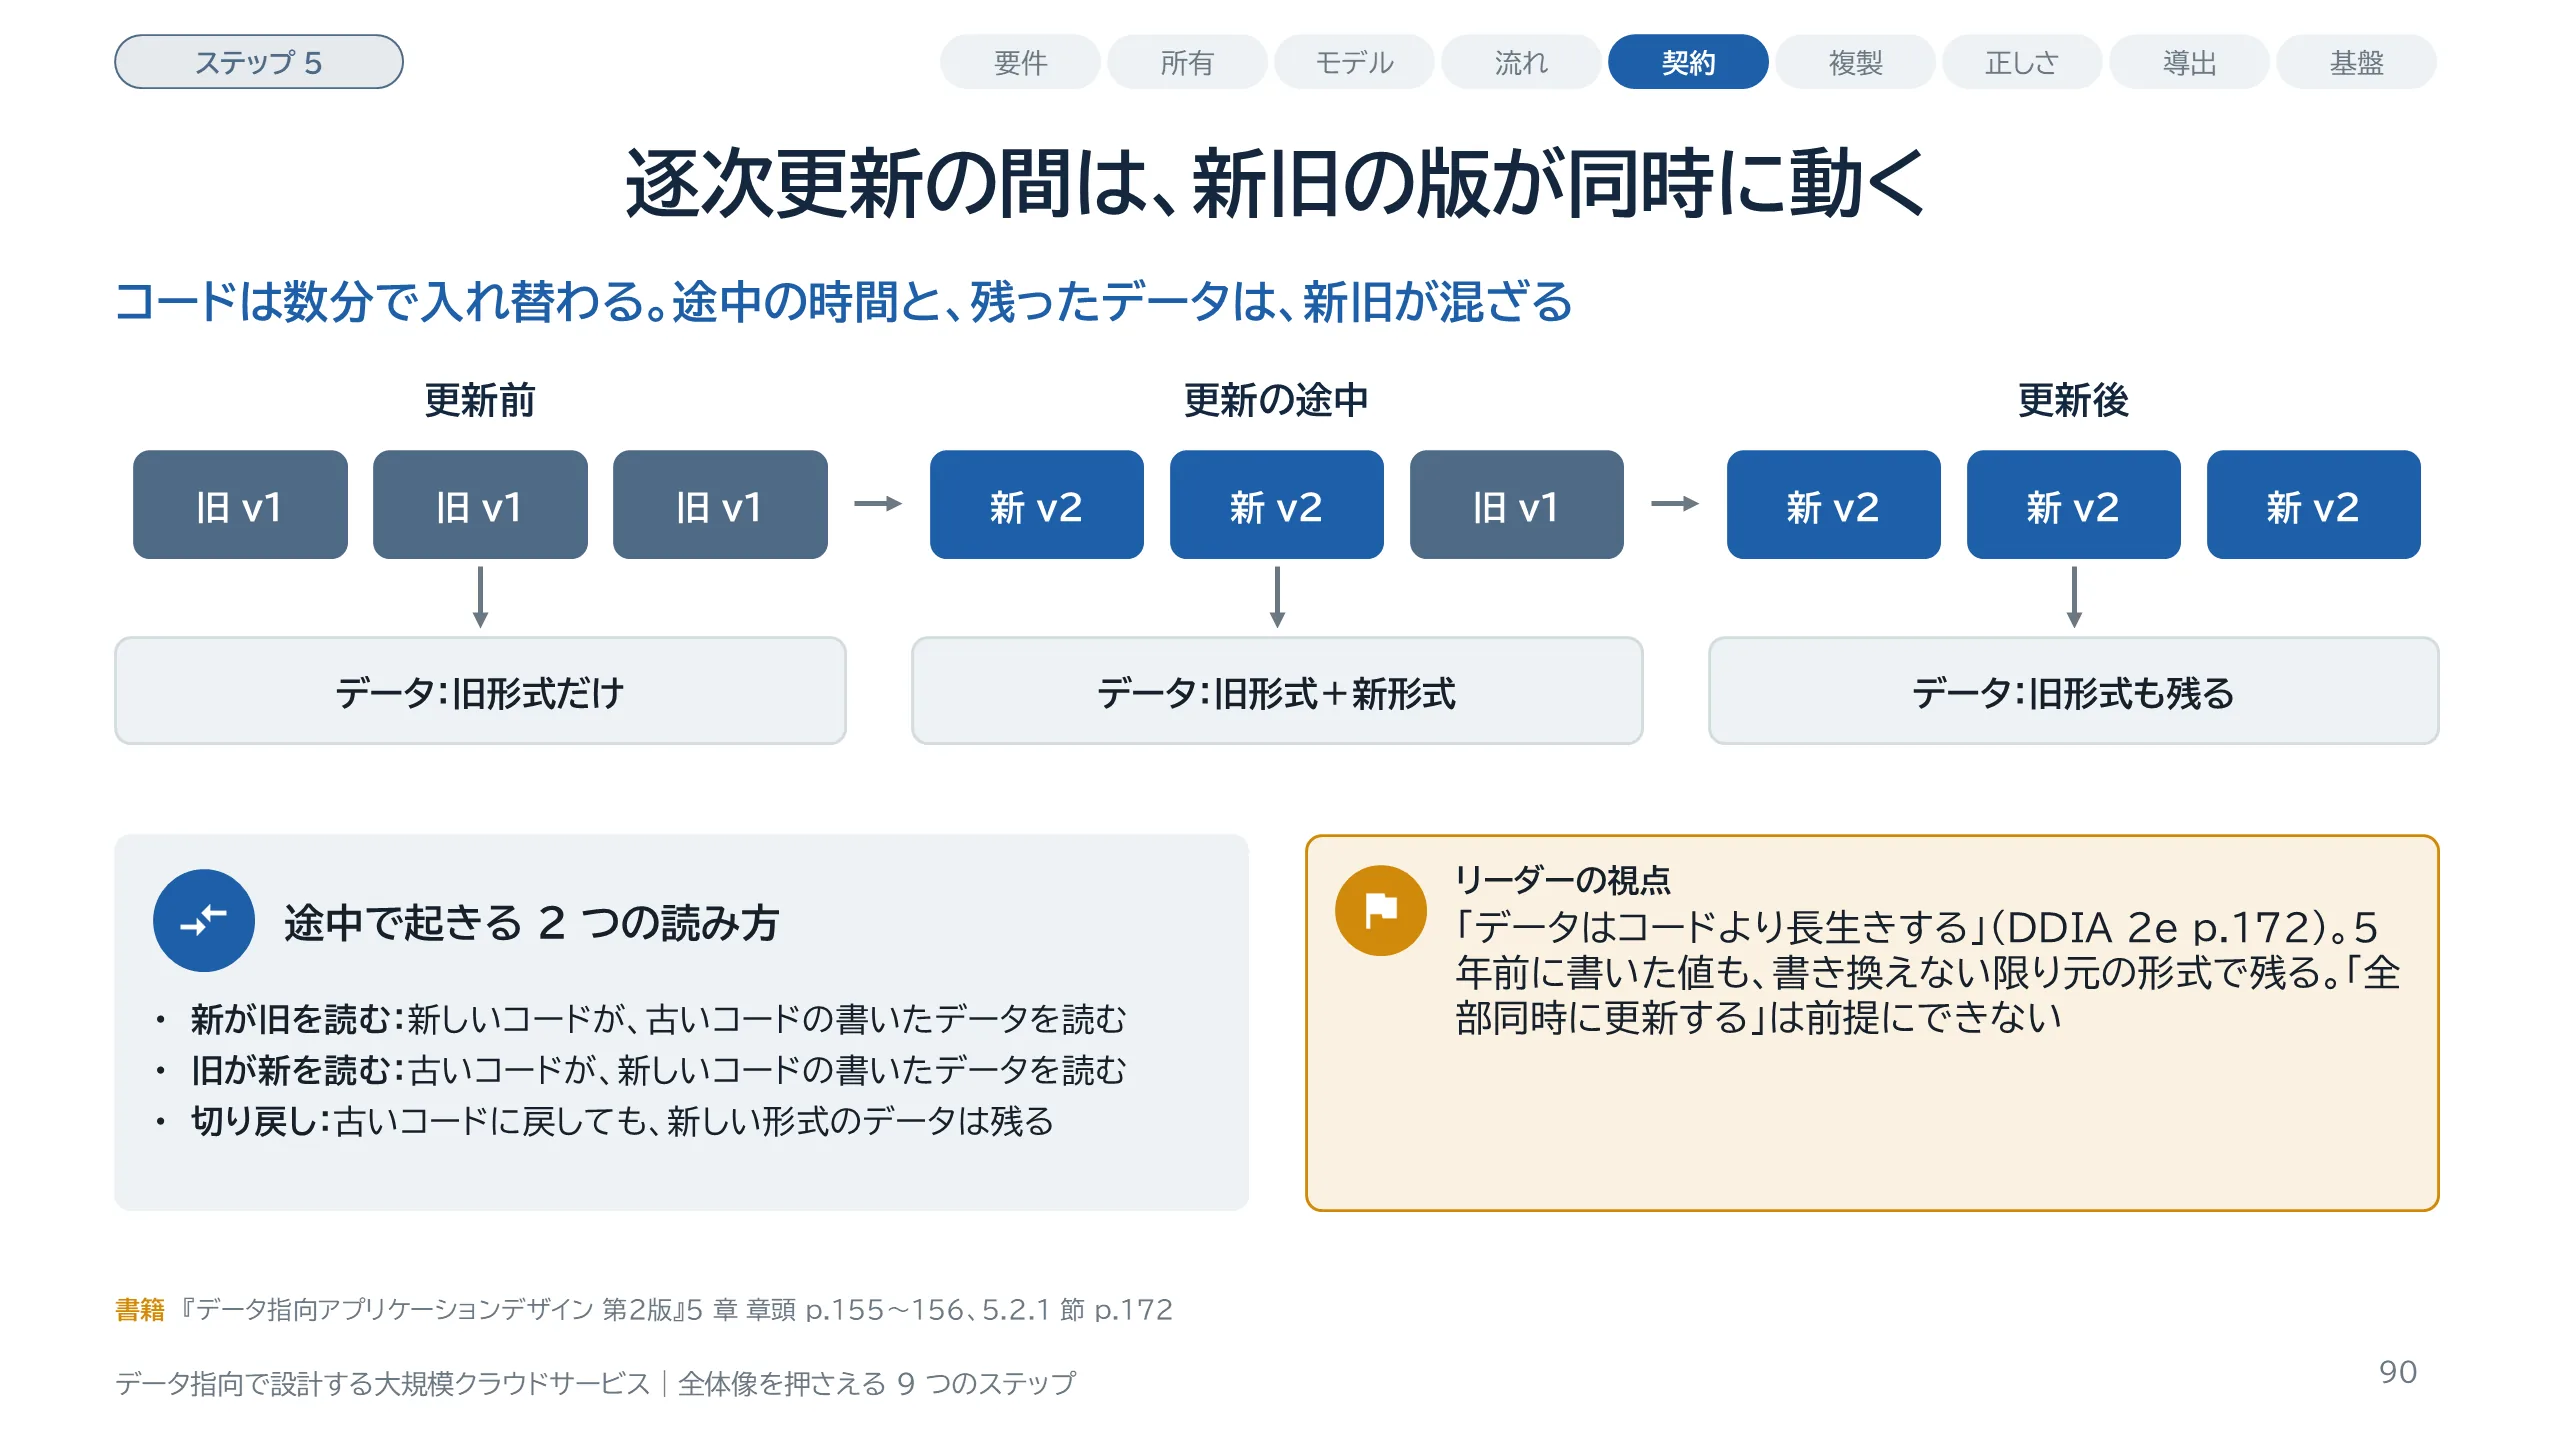 ステップ 5
要件 所有 モデル 流れ 契約 複製 正しさ 導出 基盤
逐次更新の間は、新旧の版が同時に動く
コードは数分で入れ替わる。途中の時間と、残ったデータは、新旧が混ざる
更新前 更新の途中 更新後
旧 v1 旧 v1 旧 v1 新 v2 新 v2 旧 v1 新 v2 新 v2 新 v2
データ：旧形式だけ データ：旧形式＋新形式 データ：旧形式も残る
途中で起きる 2 つの読み方
・ 新が旧を読む：新しいコードが、古いコードの書いたデータを読む
・ 旧が新を読む：古いコードが、新しいコードの書いたデータを読む
・ 切り戻し：古いコードに戻しても、新しい形式のデータは残る
リーダーの視点
「データはコードより長生きする」（DDIA 2e p.172）。5
年前に書いた値も、書き換えない限り元の形式で残る。「全
部同時に更新する」は前提にできない
書籍 『データ指向アプリケーションデザイン 第2版』5 章 章頭 p.155〜156、5.2.1 節 p.172
データ指向で設計する大規模クラウドサービス｜全体像を押さえる 9 つのステップ
90